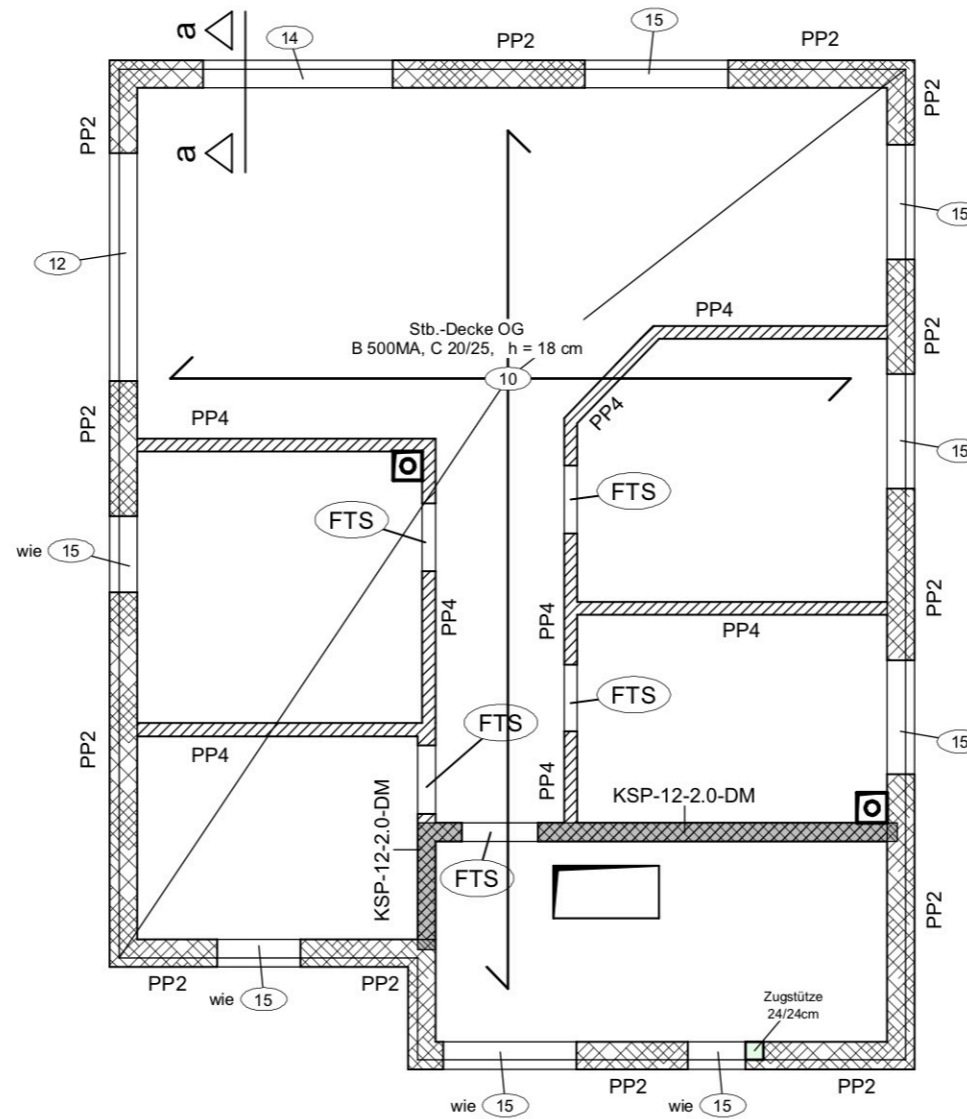 a
14
PP2
15
PP2
PP2
a
PP2
15
12
PP4
Stb.-Decke OG
B 500MA, C 20/25, h = 18 cm
10
PP2
PP2
PP4
PP4
15
FTS
FTS
wie 15
PP2
PP4
PP4
PP4
FTS
FTS
PP2
PP4
15
PP4
KSP-12-2.0-DM
KSP-12-2.0-DM
FTS
PP2
PP2
PP2
wie 15
Zugstütze
24/24cm
wie 15
PP2
wie 15
PP2